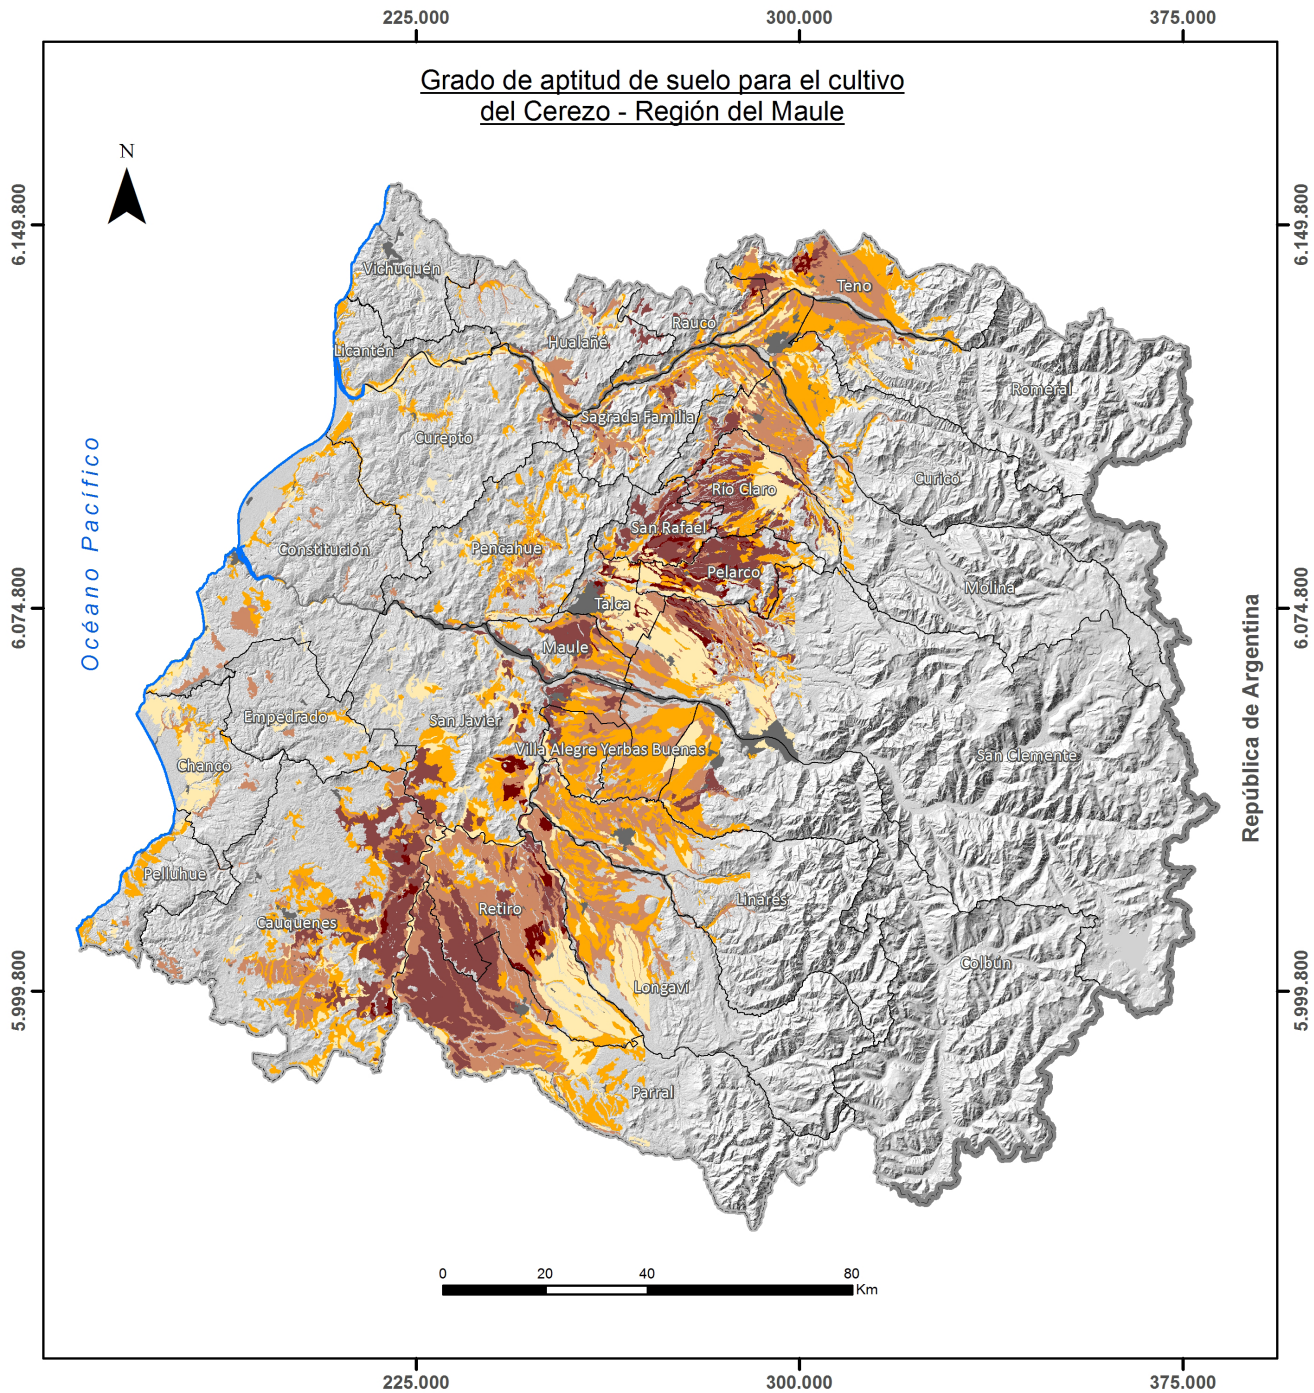 225.000
300.000
375.000
Grado de aptitud de suelo para el cultivo
del Cerezo - Región del Maule
N
6.149.800
6.149.800
Vichuquén
Teno
Rauco
Hualañé
Licantén
Romeral
Sagrada Familia
Curepto
Océano Pacífico
Curicó
Río Claro
San Rafael
Constitución
Pencahue
Pelarco
Molina
6.074.800
6.074.800
Talca
Maule
República de Argentina
Empedrado
San Javier
Villa Alegre
Yerbas Buenas
San Clemente
Chanco
Pelluhue
Linares
Retiro
Cauquenes
Colbún
5.999.800
5.999.800
Longaví
Parral
0
20
40
80
Km
225.000
300.000
375.000